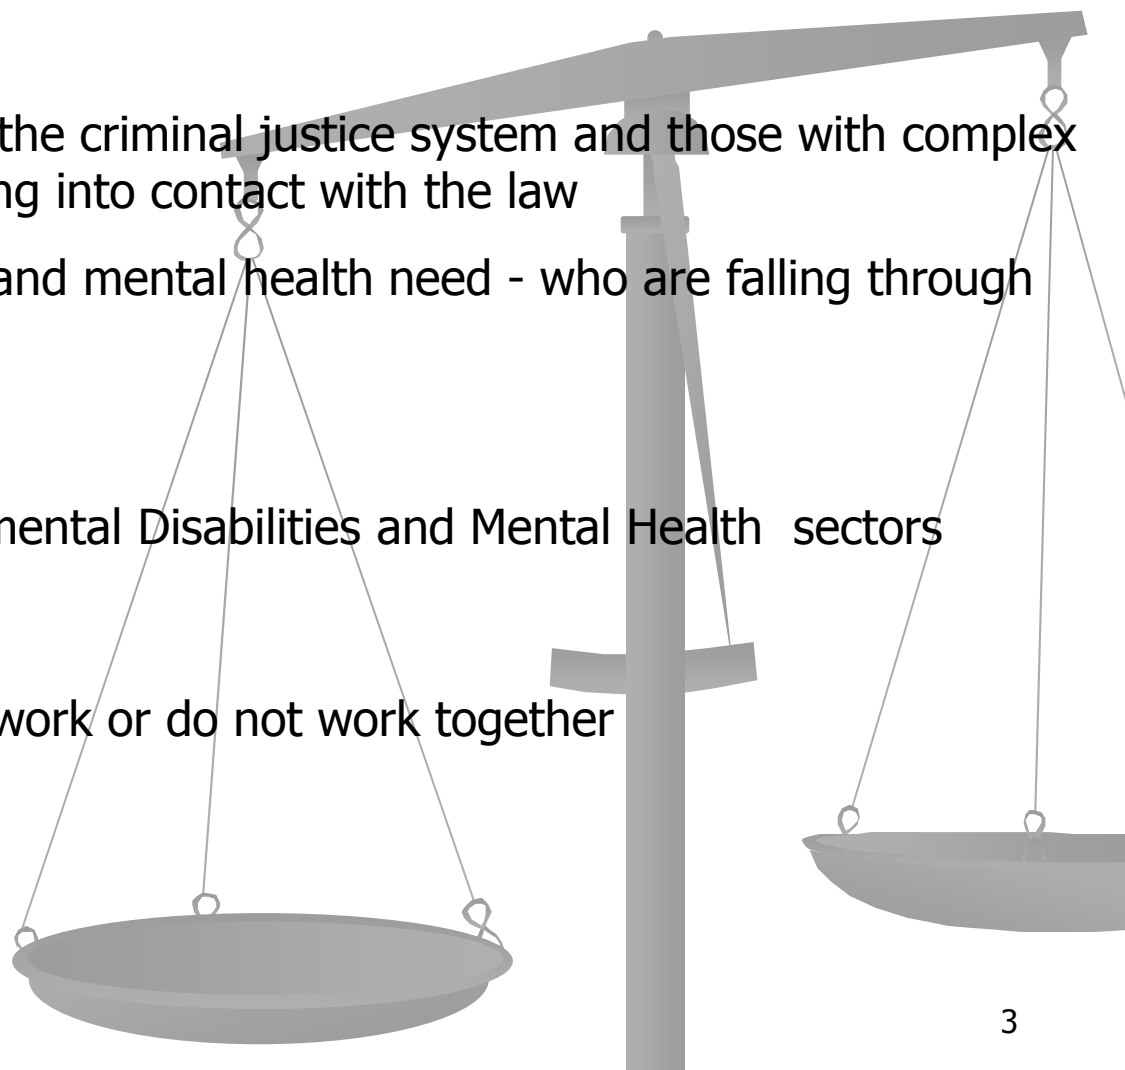 the criminal justice system and those with complex
ng into contact with the law
and mental health need - who are falling through
mental Disabilities and Mental Health  sectors
work or do not work together
3